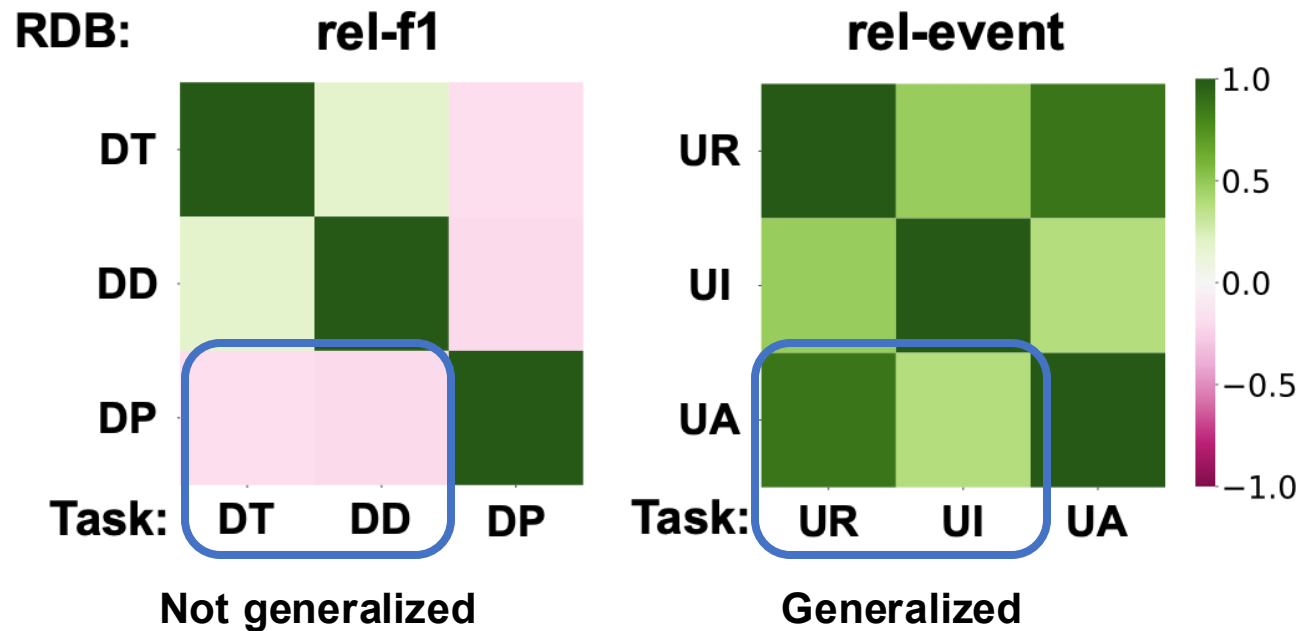 RDB: rel-f1 rel-event
DT
DD
DP
Task: DT DD DP
Not generalized
UR
UI
UA
Task: UR UI UA
Generalized
1.0
0.5
0.0
−0.5
−1.0